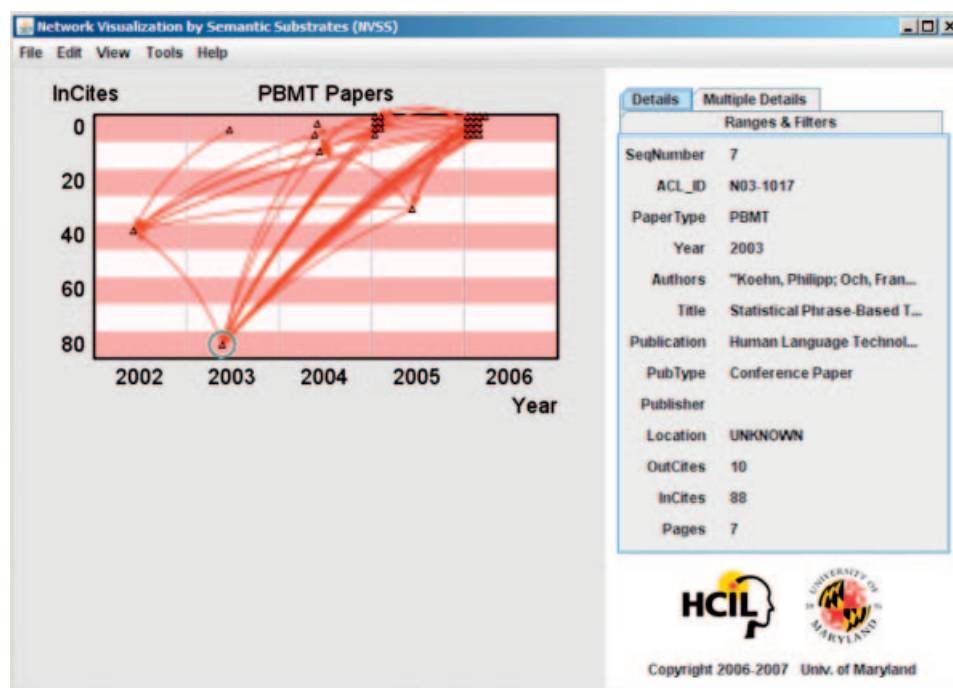 Network Visualization by Semantic Substrates (NVSS)
File Edit View Tools Help
InCites PBMT Papers
0
20
40
60
80
2002 2003 2004 2005 2006
Year
Details Multiple Details
Ranges & Filters
SeqNumber 7
ACL_ID N03-1017
PaperType PBMT
Year 2003
Authors "Koehn, Philipp; Och, Fran...
Title Statistical Phrase-Based T...
Publication Human Language Technol...
PubType Conference Paper
Publisher
Location UNKNOWN
OutCites 10
InCites 88
Pages 7
HCIL
UNIVERSITY OF
MARYLAND
Copyright 2006-2007 Univ. of Maryland